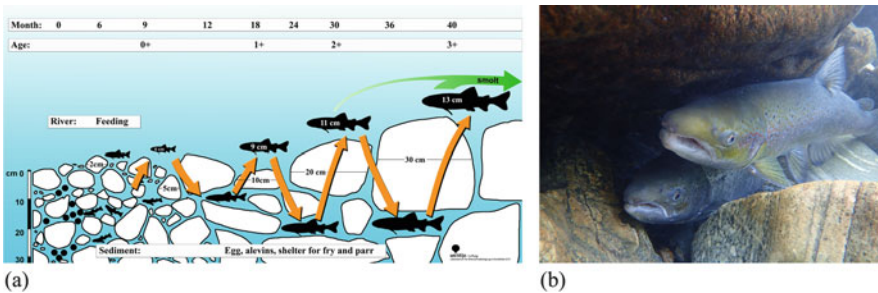 Month: 0 6 9 12 18 24 30 36 40
Age: 0+ 1+ 2+ 3+
smolt
13 cm
11 cm
River: Feeding
9 cm
2cm
30 cm
cm 0
20 cm
5cm
10cm
10
20
Sediment: Egg, alevins, shelter for fry and parr
30
(a) (b)